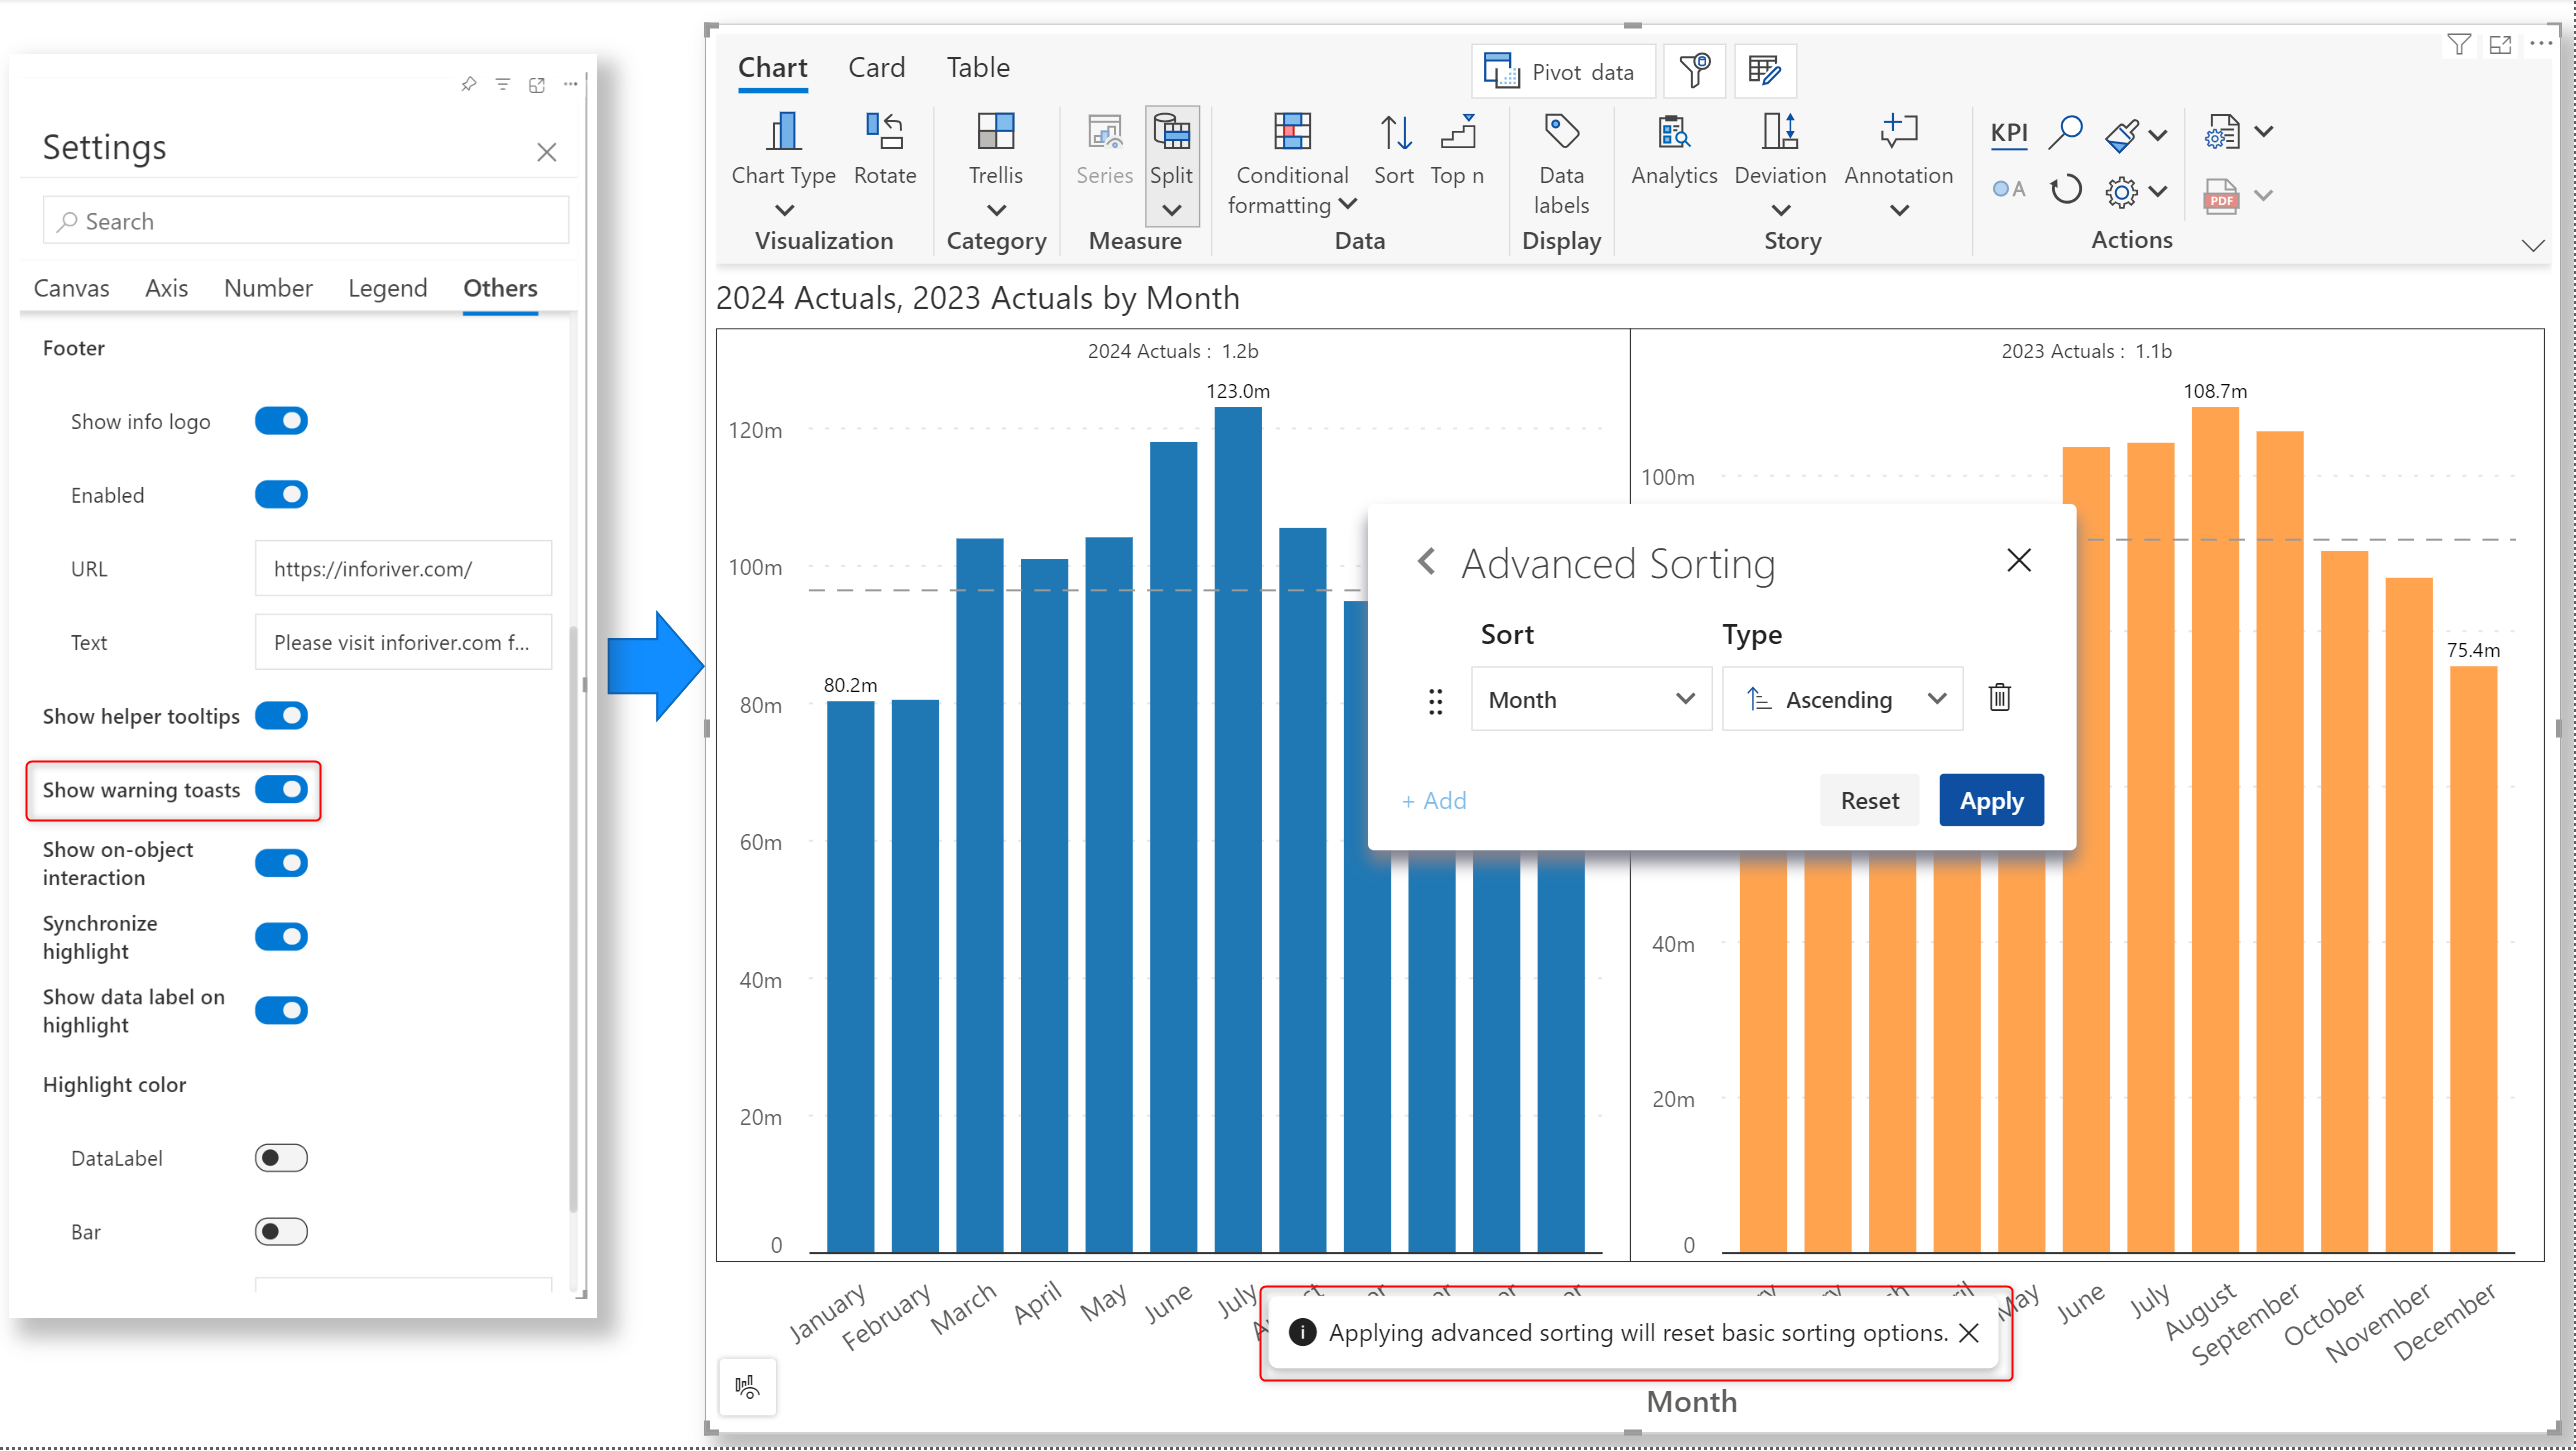 Settings
Search
Canvas Axis Number Legend Others
Footer
Show info logo
Enabled
URL https://inforiver.com/
Text Please visit inforiver.com f...
Show helper tooltips
Show warning toasts
Show on-object
interaction
Synchronize
highlight
Show data label on
highlight
Highlight color
DataLabel
Bar
Chart Card Table
Pivot data
Chart Type Rotate Trellis Series Split Conditional
formatting Sort Top n Data
labels Analytics Deviation Annotation KPI
A
PDF
Visualization Category Measure Data Display Story Actions
2024 Actuals, 2023 Actuals by Month
2024 Actuals : 1.2b
123.0m
120m
100m
80.2m
80m
60m
40m
20m
0
January February March April May June July
2023 Actuals : 1.1b
108.7m
100m
75.4m
40m
20m
0
May June July August September October November December
Advanced Sorting
Sort Type
Month Ascending
+ Add Reset Apply
Applying advanced sorting will reset basic sorting options.
Month